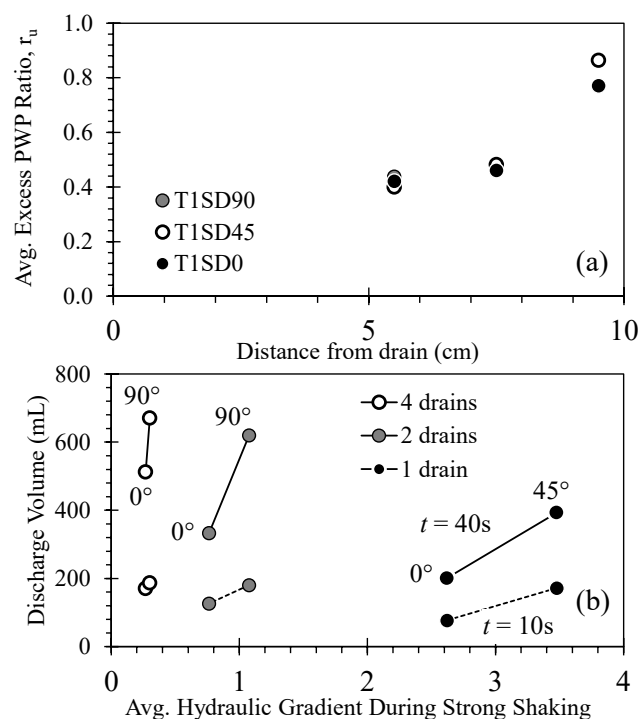 1.0
0.8
0.6
0.4
0.2
0.0
Avg. Excess PWP Ratio, r_u
T1SD90
T1SD45
T1SD0
(a)
0 5 10
Distance from drain (cm)
800
600
400
200
0
Discharge Volume (mL)
90°
0°
90°
0°
4 drains
2 drains
1 drain
t = 40s
45°
0°
t = 10s
(b)
0 1 2 3 4
Avg. Hydraulic Gradient During Strong Shaking